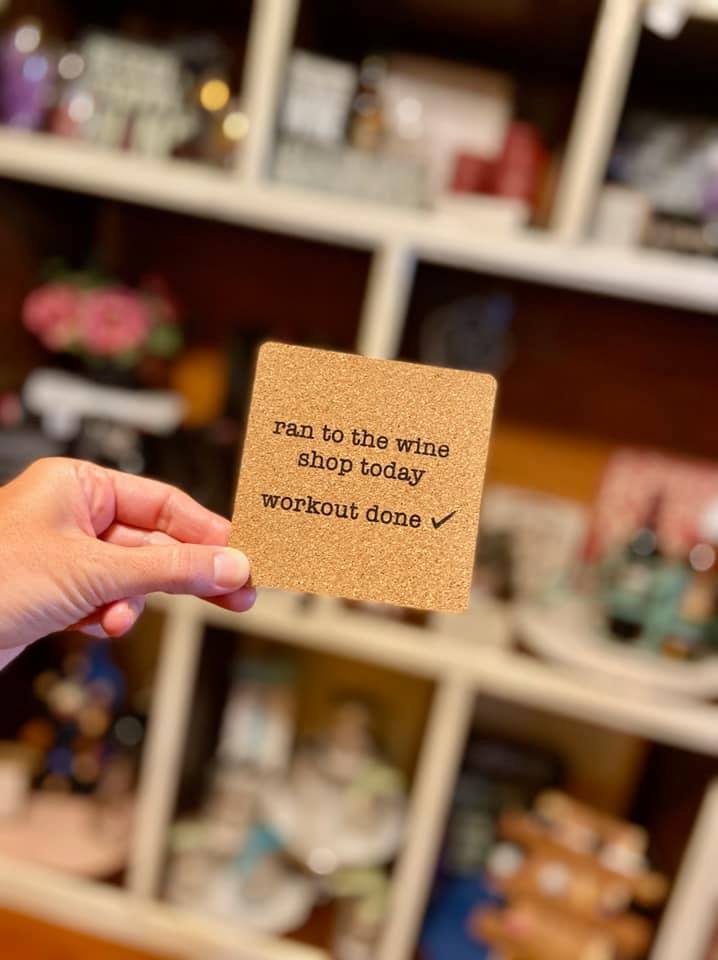 ran to the wine
shop today
workout done ✓